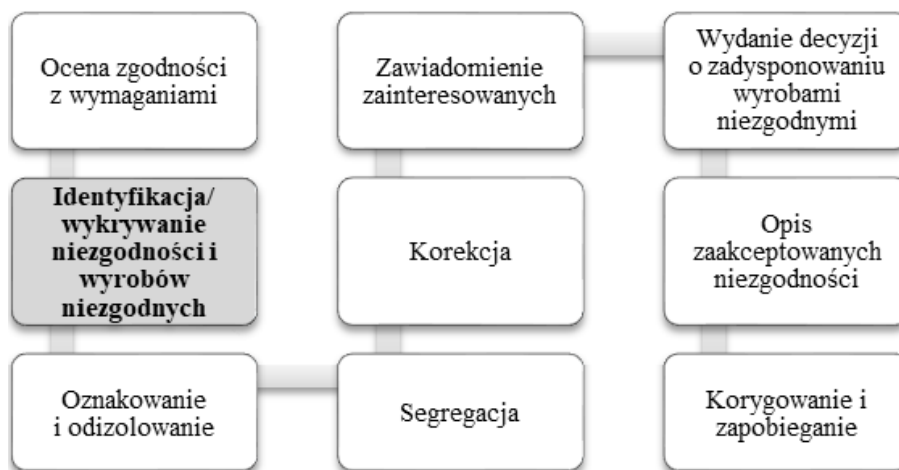 Ocena zgodności
z wymaganiami
Identyfikacja/
wykrywanie
niezgodności i
wyrobów
niezgodnych
Oznakowanie
i odizolowanie
Segregacja
Korekcja
Zawiadomienie
zainteresowanych
Wydanie decyzji
o zadysponowaniu
wyrobami
niezgodnymi
Opis
zaakceptowanych
niezgodności
Korygowanie i
zapobieganie